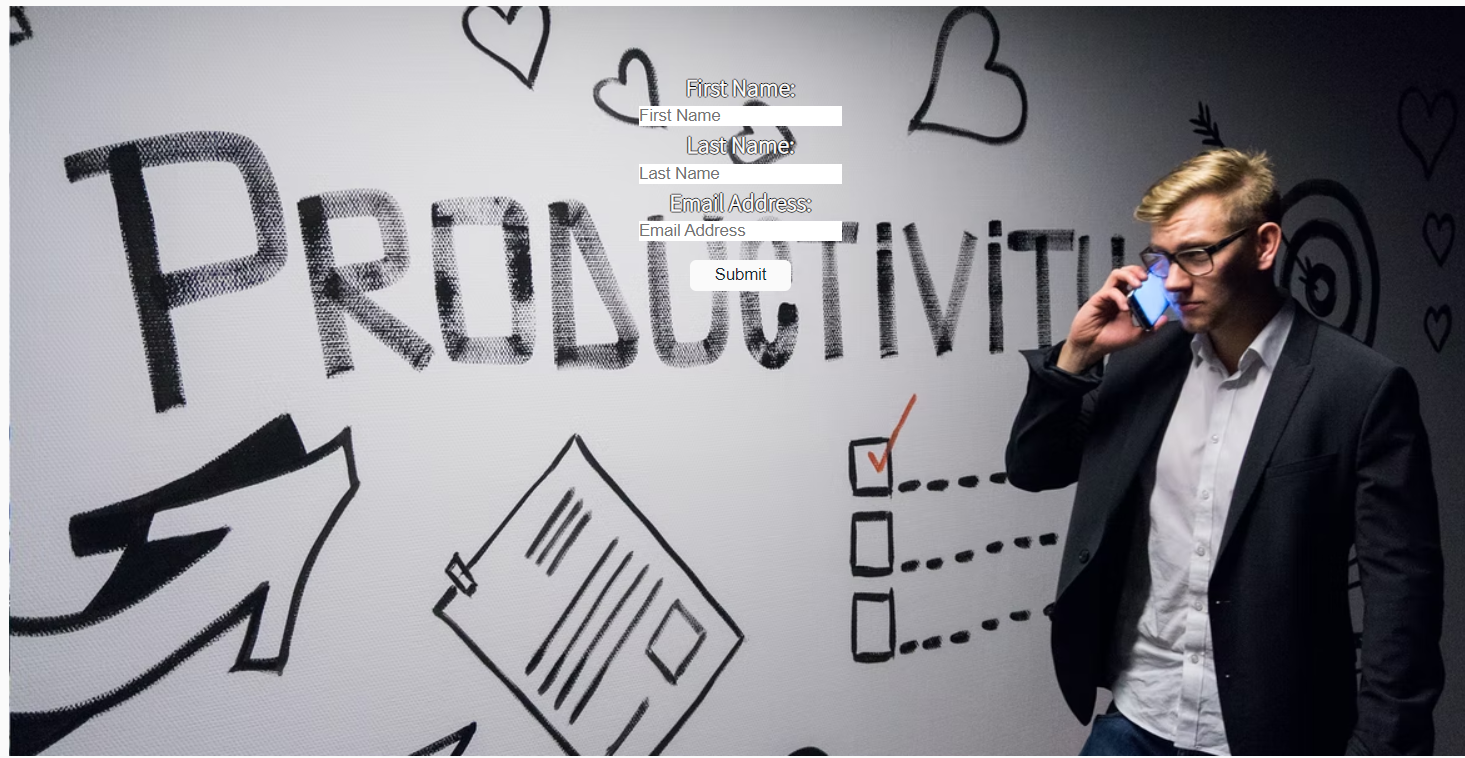 First Name:
First Name
Last Name:
Last Name
Email Address:
Email Address
Submit
PRODUCTIVITY